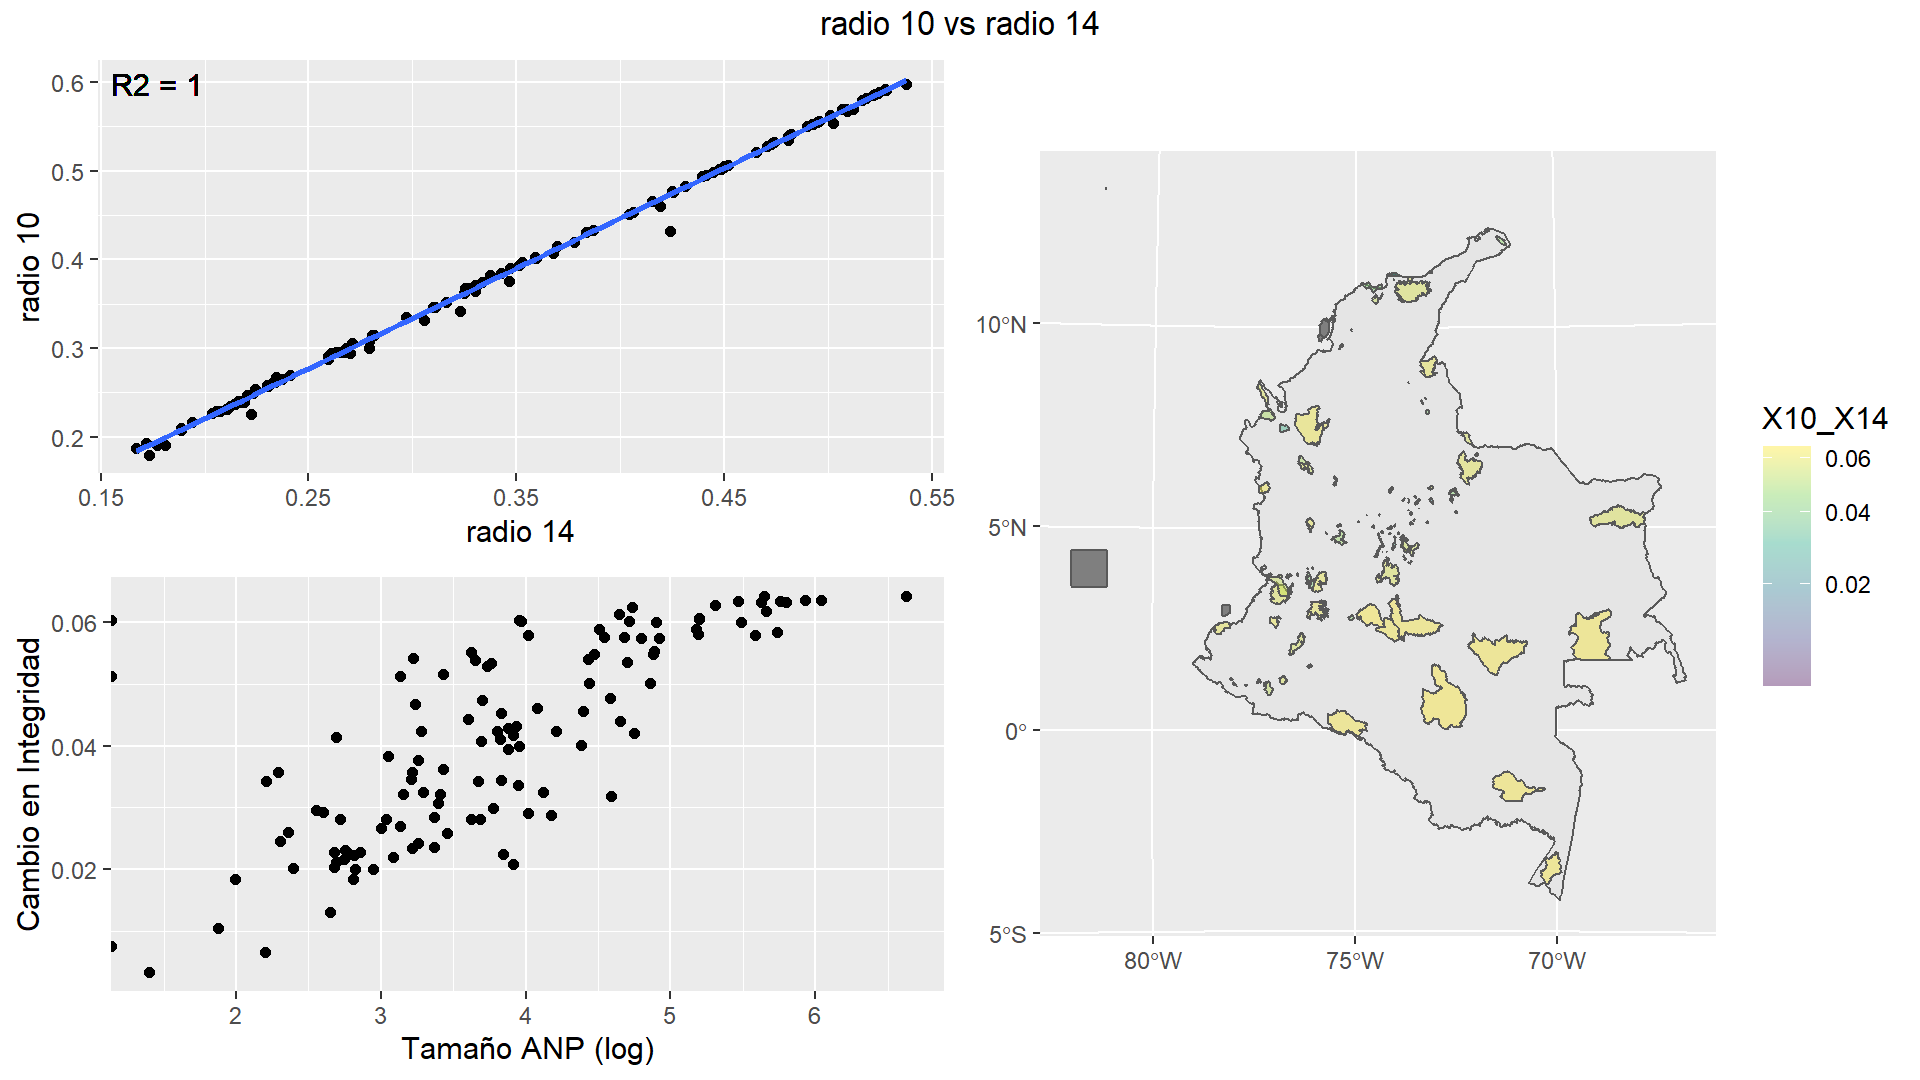 radio 10 vs radio 14
R2 = 1
0.6
0.5
0.4
0.3
0.2
radio 10
0.15
0.25
0.35
0.45
0.55
radio 14
0.06
0.04
0.02
Cambio en Integridad
2
3
4
5
6
Tamaño ANP (log)
10°N
5°N
0°
5°S
80°W
75°W
70°W
X10_X14
0.06
0.04
0.02